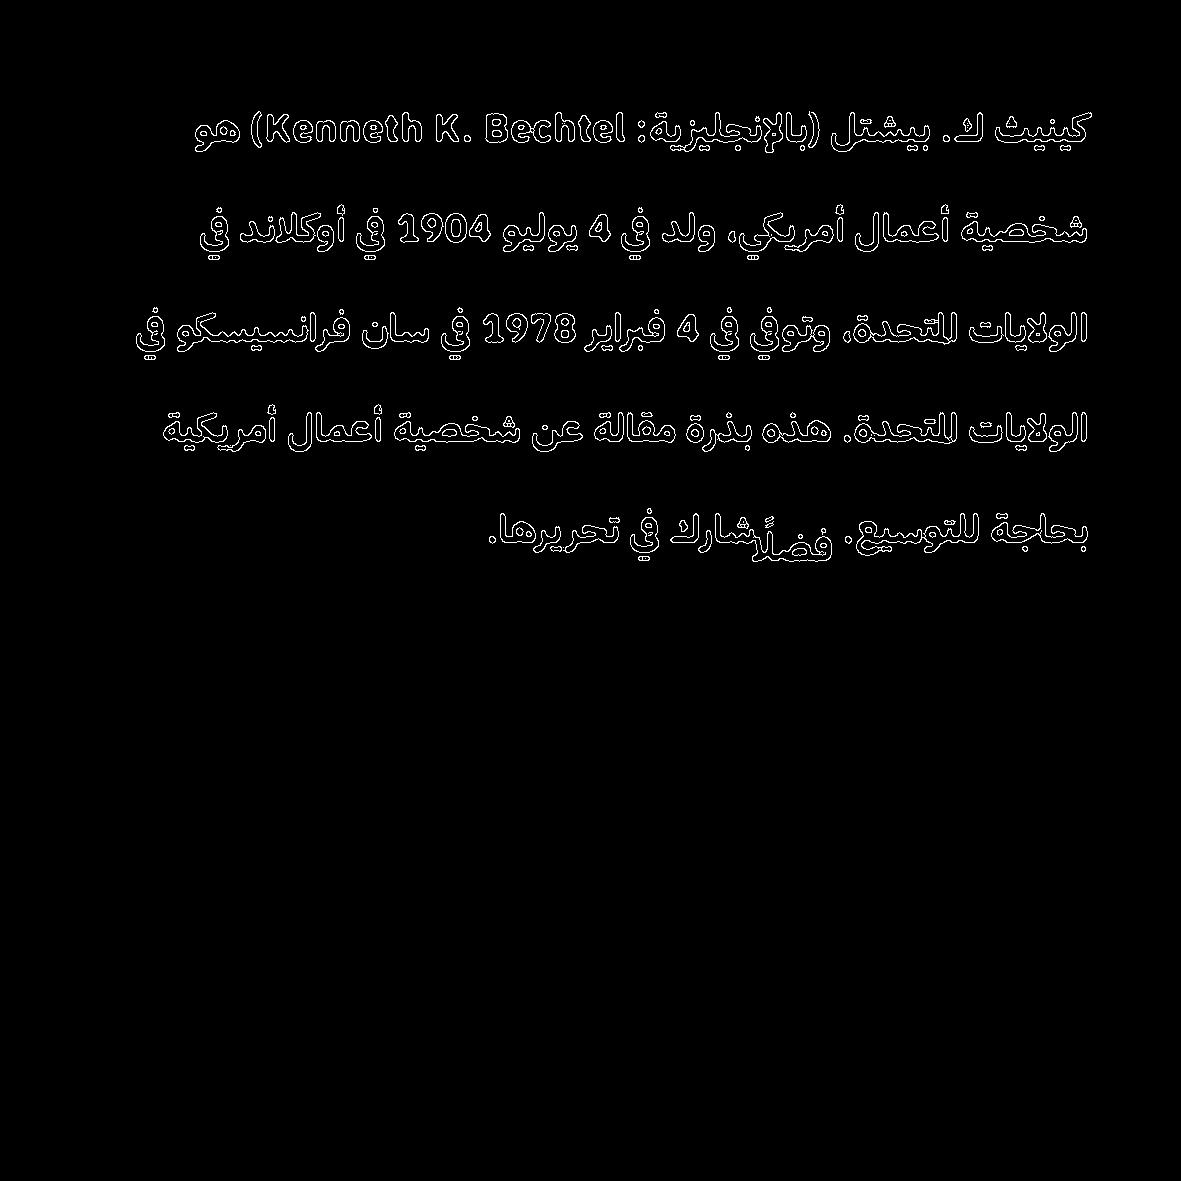 كينيث ك. بيشتل (بالإنجليزية: Kenneth K. Bechtel) هو
شخصية أعمال أمريكي، ولد في 4 يوليو 1904 في أوكلاند في
الولايات المتحدة، وتوفي في 4 فبراير 1978 في سان فرانسيسكو في
الولايات المتحدة. هذه بذرة مقالة عن شخصية أعمال أمريكية
بحاجة للتوسيع. فضلًا شارك في تحريرها.